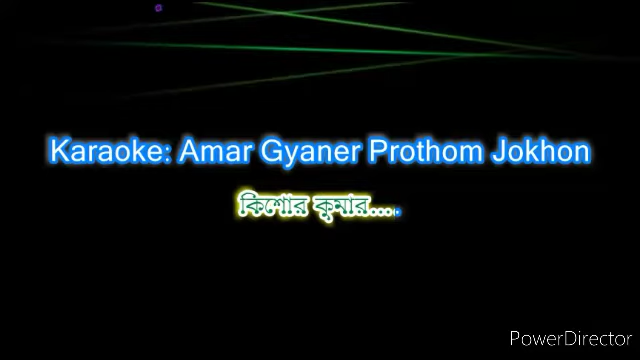 Karaoke: Amar Gyaner Prothom Jokhon
কিশোর কুমার.....
PowerDirector